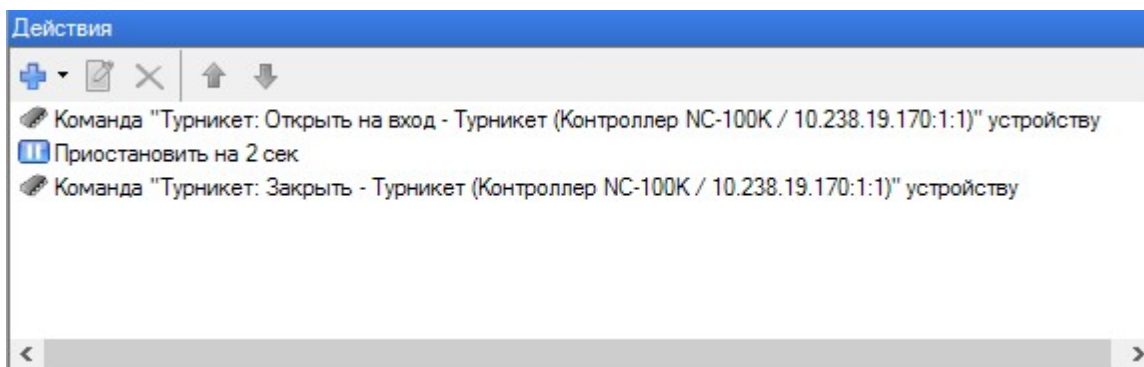 Действия
Команда "Турникет: Открыть на вход - Турникет (Контроллер NC-100K / 10.238.19.170:1:1)" устройству
Приостановить на 2 сек
Команда "Турникет: Закрыть - Турникет (Контроллер NC-100K / 10.238.19.170:1:1)" устройству